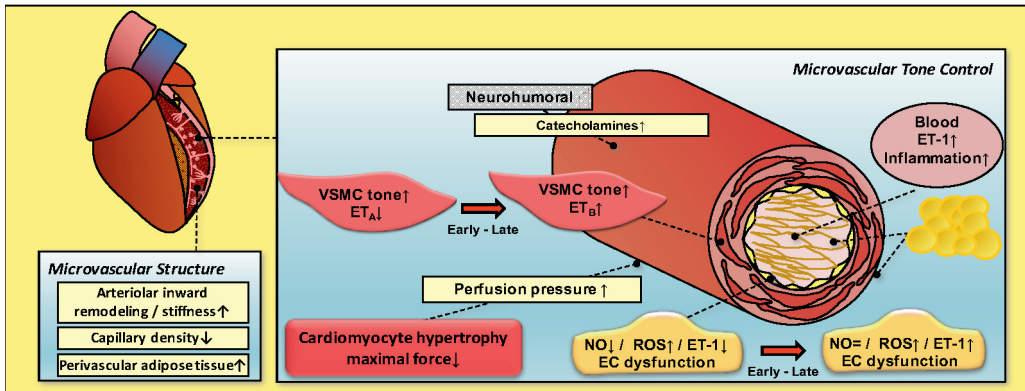 Microvascular Tone Control
Neurohumoral
Catecholamines↑
Blood
ET-1↑
Inflammation↑
VSMC tone↑
ET_A↓
Early - Late
VSMC tone↑
ET_B↑
Microvascular Structure
Arteriolar inward
remodeling / stiffness↑
Capillary density↓
Perivascular adipose tissue↑
Perfusion pressure ↑
Cardiomyocyte hypertrophy
maximal force↓
NO↓ / ROS↑ / ET-1↓
EC dysfunction
Early - Late
NO= / ROS↑ / ET-1↑
EC dysfunction